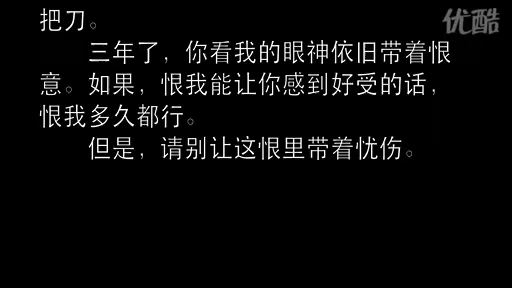 把刀。
优酷
三年了，你看我的眼神依旧带着恨
意。如果，恨我能让你感到好受的话，
恨我多久都行。
但是，请别让这恨里带着忧伤。